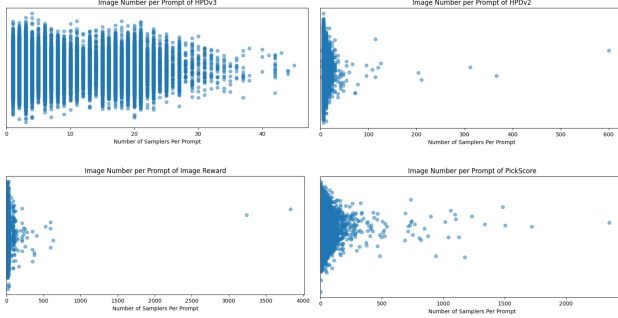 Image Number per Prompt of HPDv3
0 10 20 30 40
Number of Samplers Per Prompt
Image Number per Prompt of HPDv2
0 100 200 300 400 500 600
Number of Samplers Per Prompt
Image Number per Prompt of Image Reward
0 500 1000 1500 2000 2500 3000 3500 4000
Number of Samplers Per Prompt
Image Number per Prompt of PickScore
0 500 1000 1500 2000
Number of Samplers Per Prompt